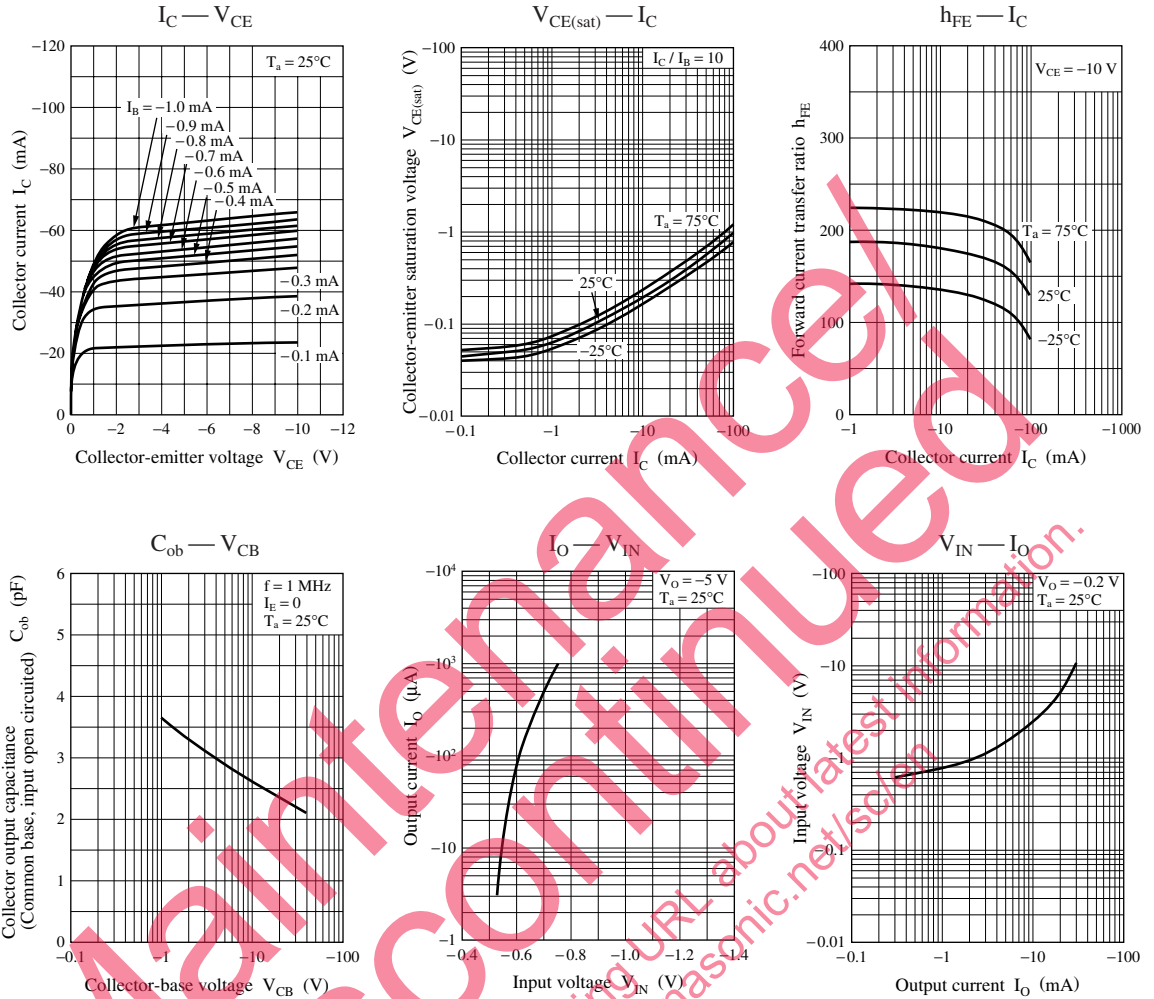 I_C — V_CE
−120
−100
−80
−60
−40
−20
0
0
−2
−4
−6
−8
−10
−12
Collector current I_C (mA)
Collector-emitter voltage V_CE (V)
T_a = 25°C
I_B = −1.0 mA
−0.9 mA
−0.8 mA
−0.7 mA
−0.6 mA
−0.5 mA
−0.4 mA
−0.3 mA
−0.2 mA
−0.1 mA
V_CE(sat) — I_C
−100
−10
−1
−0.1
−0.01
−0.1
−1
−10
−100
Collector-emitter saturation voltage V_CE(sat) (V)
Collector current I_C (mA)
I_C / I_B = 10
T_a = 75°C
25°C
−25°C
h_FE — I_C
400
300
200
100
0
−1
−10
−100
−1000
Forward current transfer ratio h_FE
Collector current I_C (mA)
V_CE = −10 V
T_a = 75°C
25°C
−25°C
C_ob — V_CB
6
5
4
3
2
1
0
−0.1
−1
−10
−100
Collector output capacitance
(Common base, input open circuited) C_ob (pF)
Collector-base voltage V_CB (V)
f = 1 MHz
I_E = 0
T_a = 25°C
I_O — V_IN
−10⁴
−10³
−10²
−10
−1
−0.4
−0.6
−0.8
−1.0
−1.2
−1.4
Output current I_O (µA)
Input voltage V_IN (V)
V_O = −5 V
T_a = 25°C
V_IN — I_O
−100
−10
−1
−0.1
−0.01
−0.1
−1
−10
−100
Input voltage V_IN (V)
Output current I_O (mA)
V_O = −0.2 V
T_a = 25°C
Maintenance/
continued
ing URL about latest information.
nasonic.net/sc/en